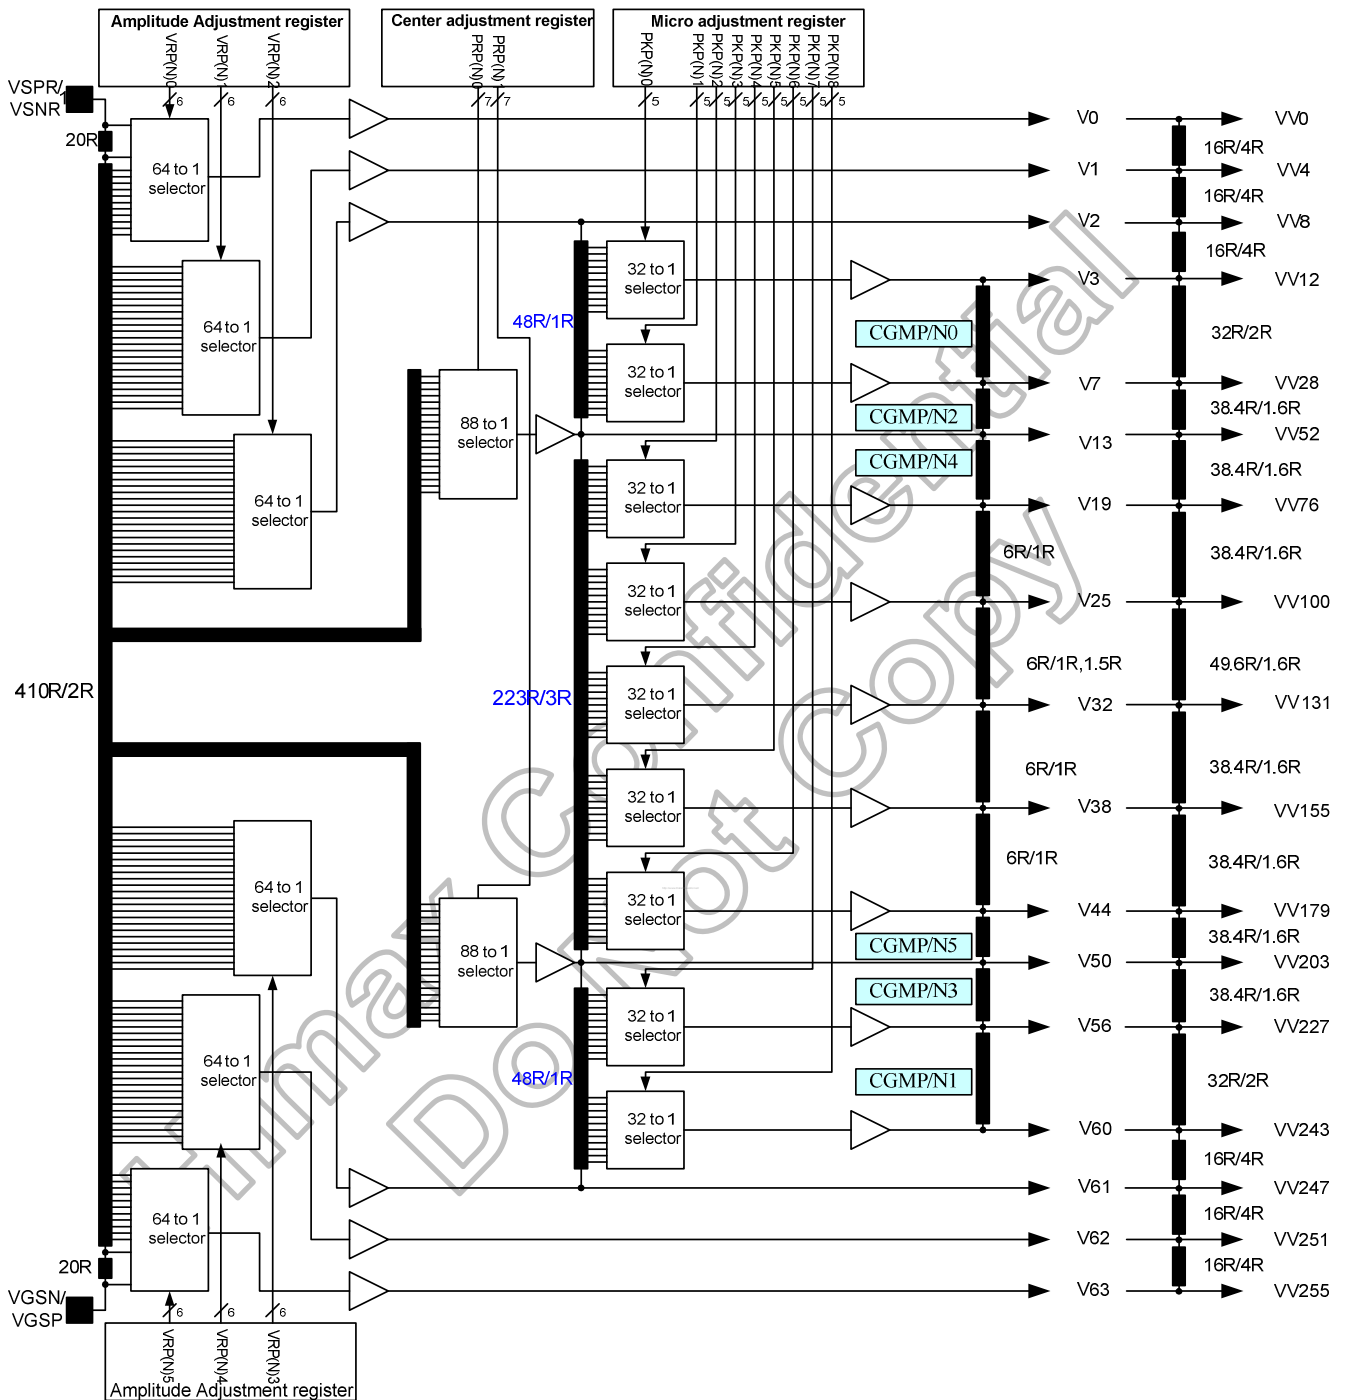 Amplitude Adjustment register
Center adjustment register
Micro adjustment register
VRP(N)0
VRP(N)1
VRP(N)2
PRP(N)0
PRP(N)1
PKP(N)0
PKP(N)1
PKP(N)2
PKP(N)3
PKP(N)4
PKP(N)5
PKP(N)6
PKP(N)7
PKP(N)8
6
6
6
7
7
5
5
5
5
5
5
5
5
5
VSPR/
VSNR
1
20R
64 to 1
selector
64 to 1
selector
64 to 1
selector
410R/2R
64 to 1
selector
64 to 1
selector
64 to 1
selector
20R
VGSN/
VGSP
6
6
6
VRP(N)5
VRP(N)4
VRP(N)3
Amplitude Adjustment register
88 to 1
selector
88 to 1
selector
48R/1R
223R/3R
48R/1R
32 to 1
selector
32 to 1
selector
32 to 1
selector
32 to 1
selector
32 to 1
selector
32 to 1
selector
32 to 1
selector
32 to 1
selector
32 to 1
selector
CGMP/N0
CGMP/N2
CGMP/N4
6R/1R
6R/1R,1.5R
6R/1R
6R/1R
CGMP/N5
CGMP/N3
CGMP/N1
V0
V1
V2
V3
V7
V13
V19
V25
V32
V38
V44
V50
V56
V60
V61
V62
V63
16R/4R
16R/4R
16R/4R
32R/2R
38.4R/1.6R
38.4R/1.6R
38.4R/1.6R
49.6R/1.6R
38.4R/1.6R
38.4R/1.6R
38.4R/1.6R
38.4R/1.6R
32R/2R
16R/4R
16R/4R
16R/4R
VV0
VV4
VV8
VV12
VV28
VV52
VV76
VV100
VV131
VV155
VV179
VV203
VV227
VV243
VV247
VV251
VV255
Himax Confidential
Do Not Copy